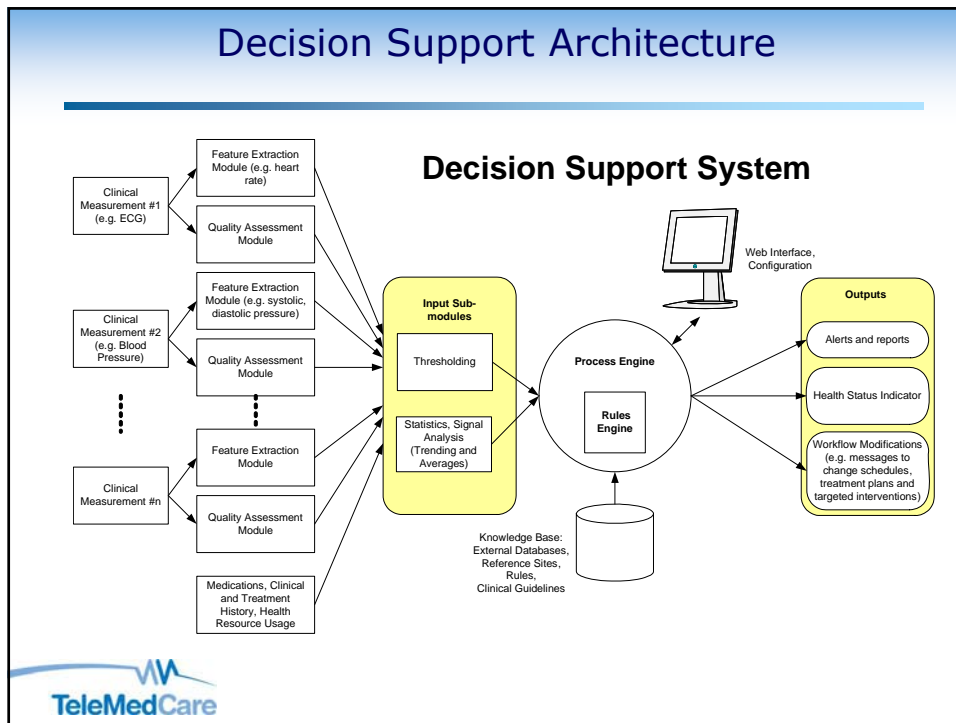 Decision Support Architecture
Decision Support System
Clinical
Measurement #1
(e.g. ECG)
Feature Extraction
Module (e.g. heart
rate)
Quality Assessment
Module
Clinical
Measurement #2
(e.g. Blood
Pressure)
Feature Extraction
Module (e.g. systolic,
diastolic pressure)
Quality Assessment
Module
Clinical
Measurement #n
Feature Extraction
Module
Quality Assessment
Module
Medications, Clinical
and Treatment
History, Health
Resource Usage
Input Sub-
modules
Thresholding
Statistics, Signal
Analysis
(Trending and
Averages)
Process Engine
Rules
Engine
Web Interface,
Configuration
Knowledge Base:
External Databases,
Reference Sites,
Rules,
Clinical Guidelines
Outputs
Alerts and reports
Health Status Indicator
Workflow Modifications
(e.g. messages to
change schedules,
treatment plans and
targeted interventions)
TeleMedCare